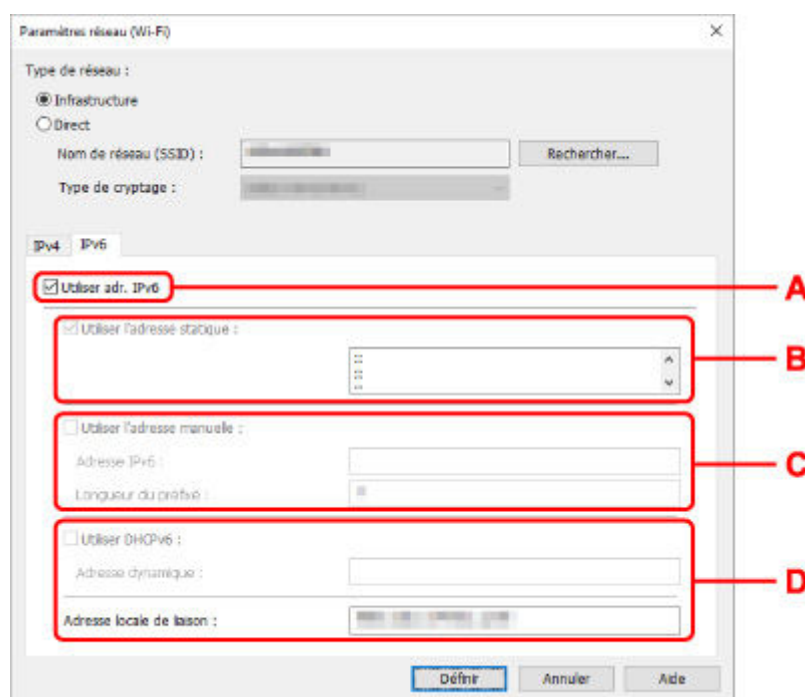 Paramètres réseau (Wi-Fi)
Type de réseau :
Infrastructure
Direct
Nom de réseau (SSID) :
Rechercher...
Type de cryptage :
IPv4 IPv6
Utiliser adr. IPv6
A
Utiliser l'adresse statique :
::
::
::
B
Utiliser l'adresse manuelle :
C
Adresse IPv6 :
Longueur du préfixe :
Utiliser DHCPv6 :
Adresse dynamique :
D
Adresse locale de liaison :
Définir Annuler Aide